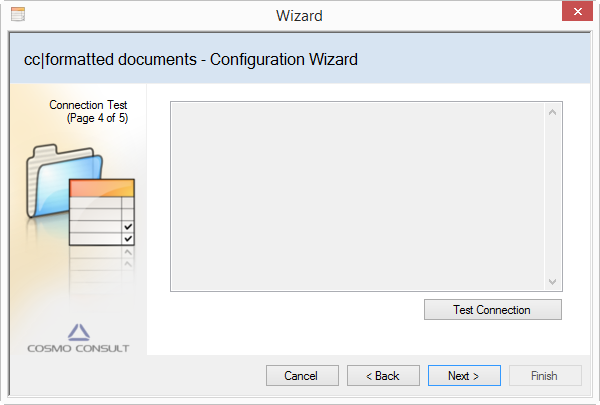 Wizard
cc|formatted documents - Configuration Wizard
Connection Test
(Page 4 of 5)
Test Connection
COSMO CONSULT
Cancel
< Back
Next >
Finish